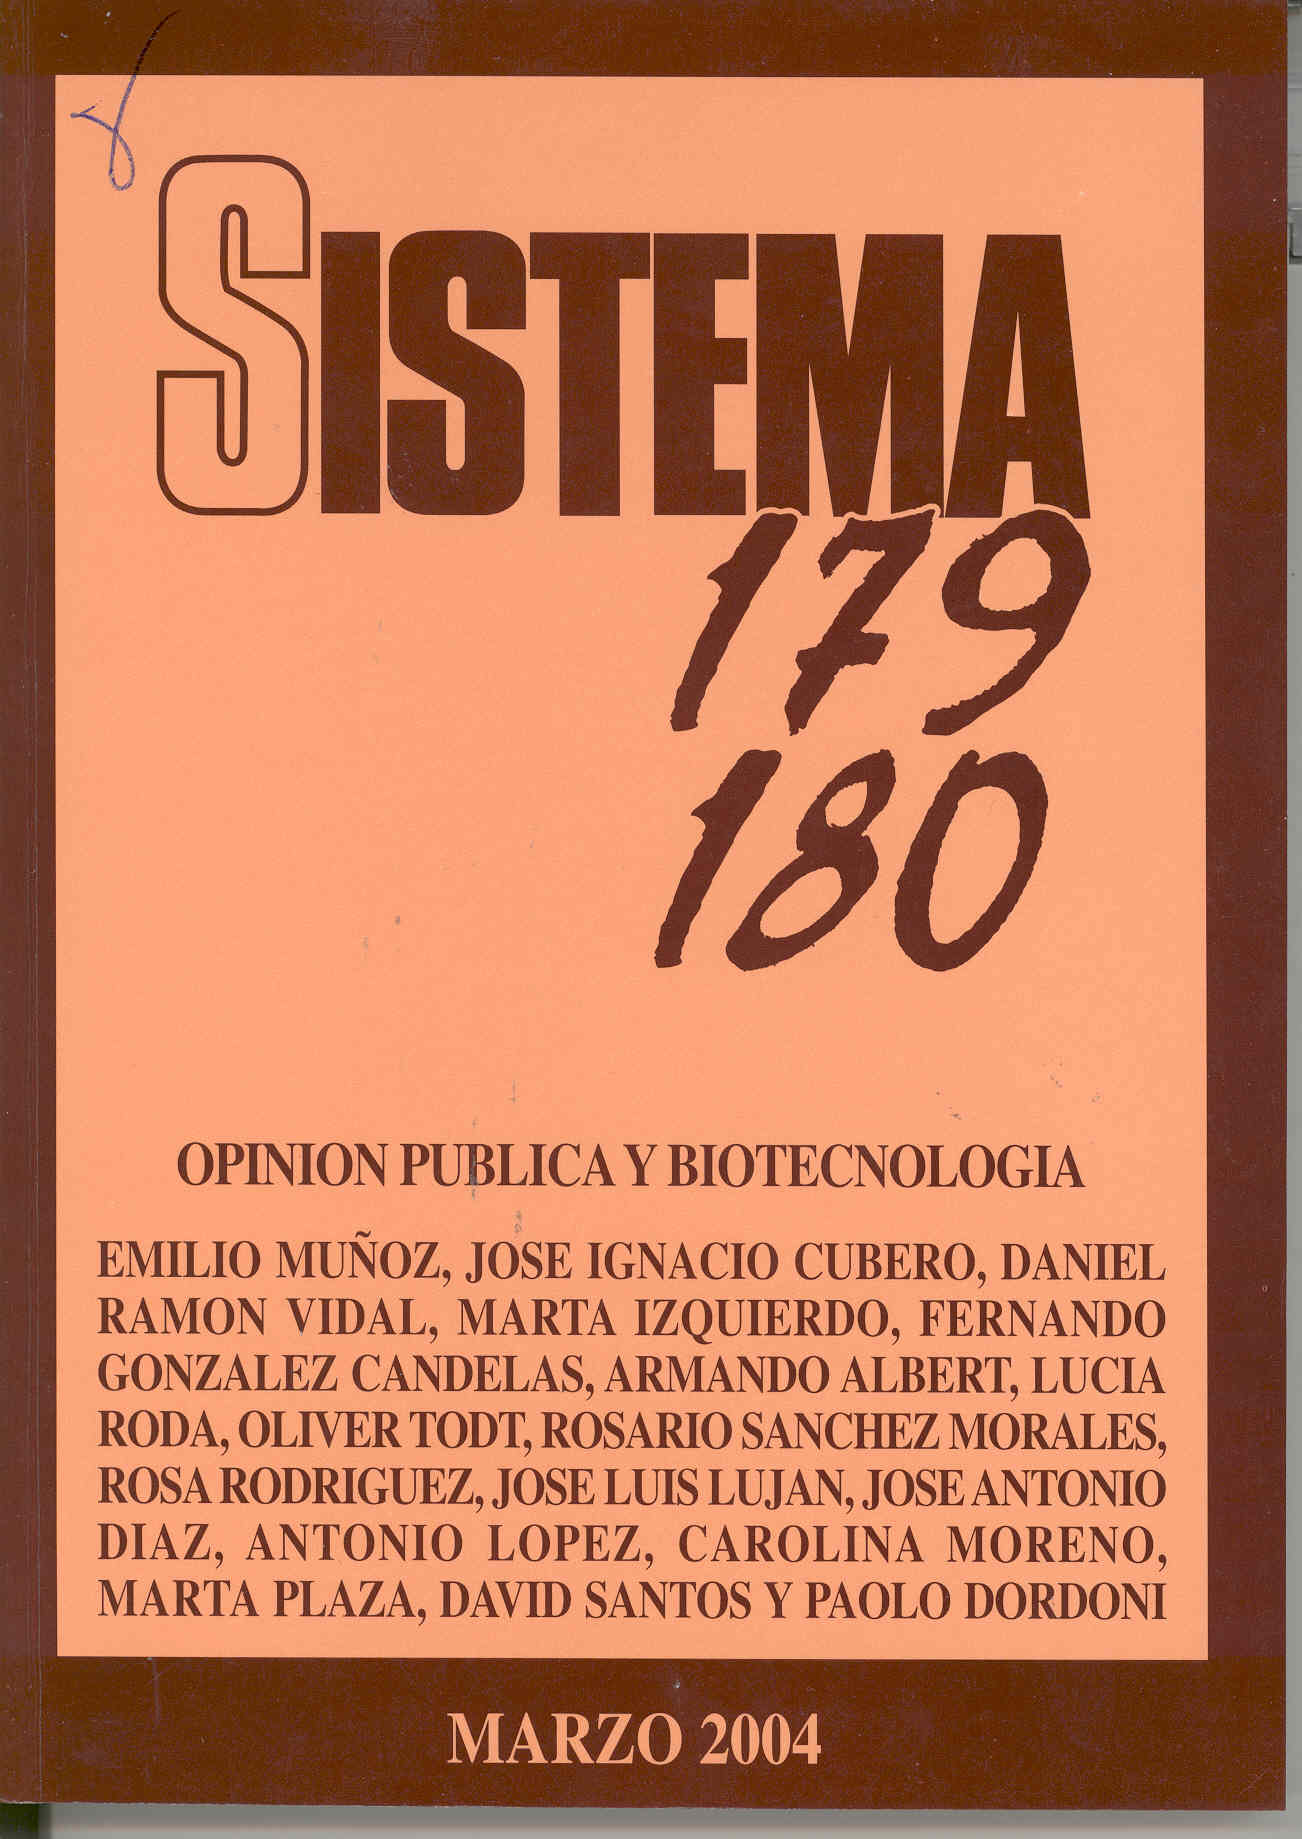 SISTEMA
179
180
OPINION PUBLICA Y BIOTECNOLOGIA
EMILIO MUÑOZ, JOSE IGNACIO CUBERO, DANIEL
RAMON VIDAL, MARTA IZQUIERDO, FERNANDO
GONZALEZ CANDELAS, ARMANDO ALBERT, LUCIA
RODA, OLIVER TODT, ROSARIO SANCHEZ MORALES,
ROSA RODRIGUEZ, JOSE LUIS LUJAN, JOSE ANTONIO
DIAZ, ANTONIO LOPEZ, CAROLINA MORENO,
MARTA PLAZA, DAVID SANTOS Y PAOLO DORDONI
MARZO 2004